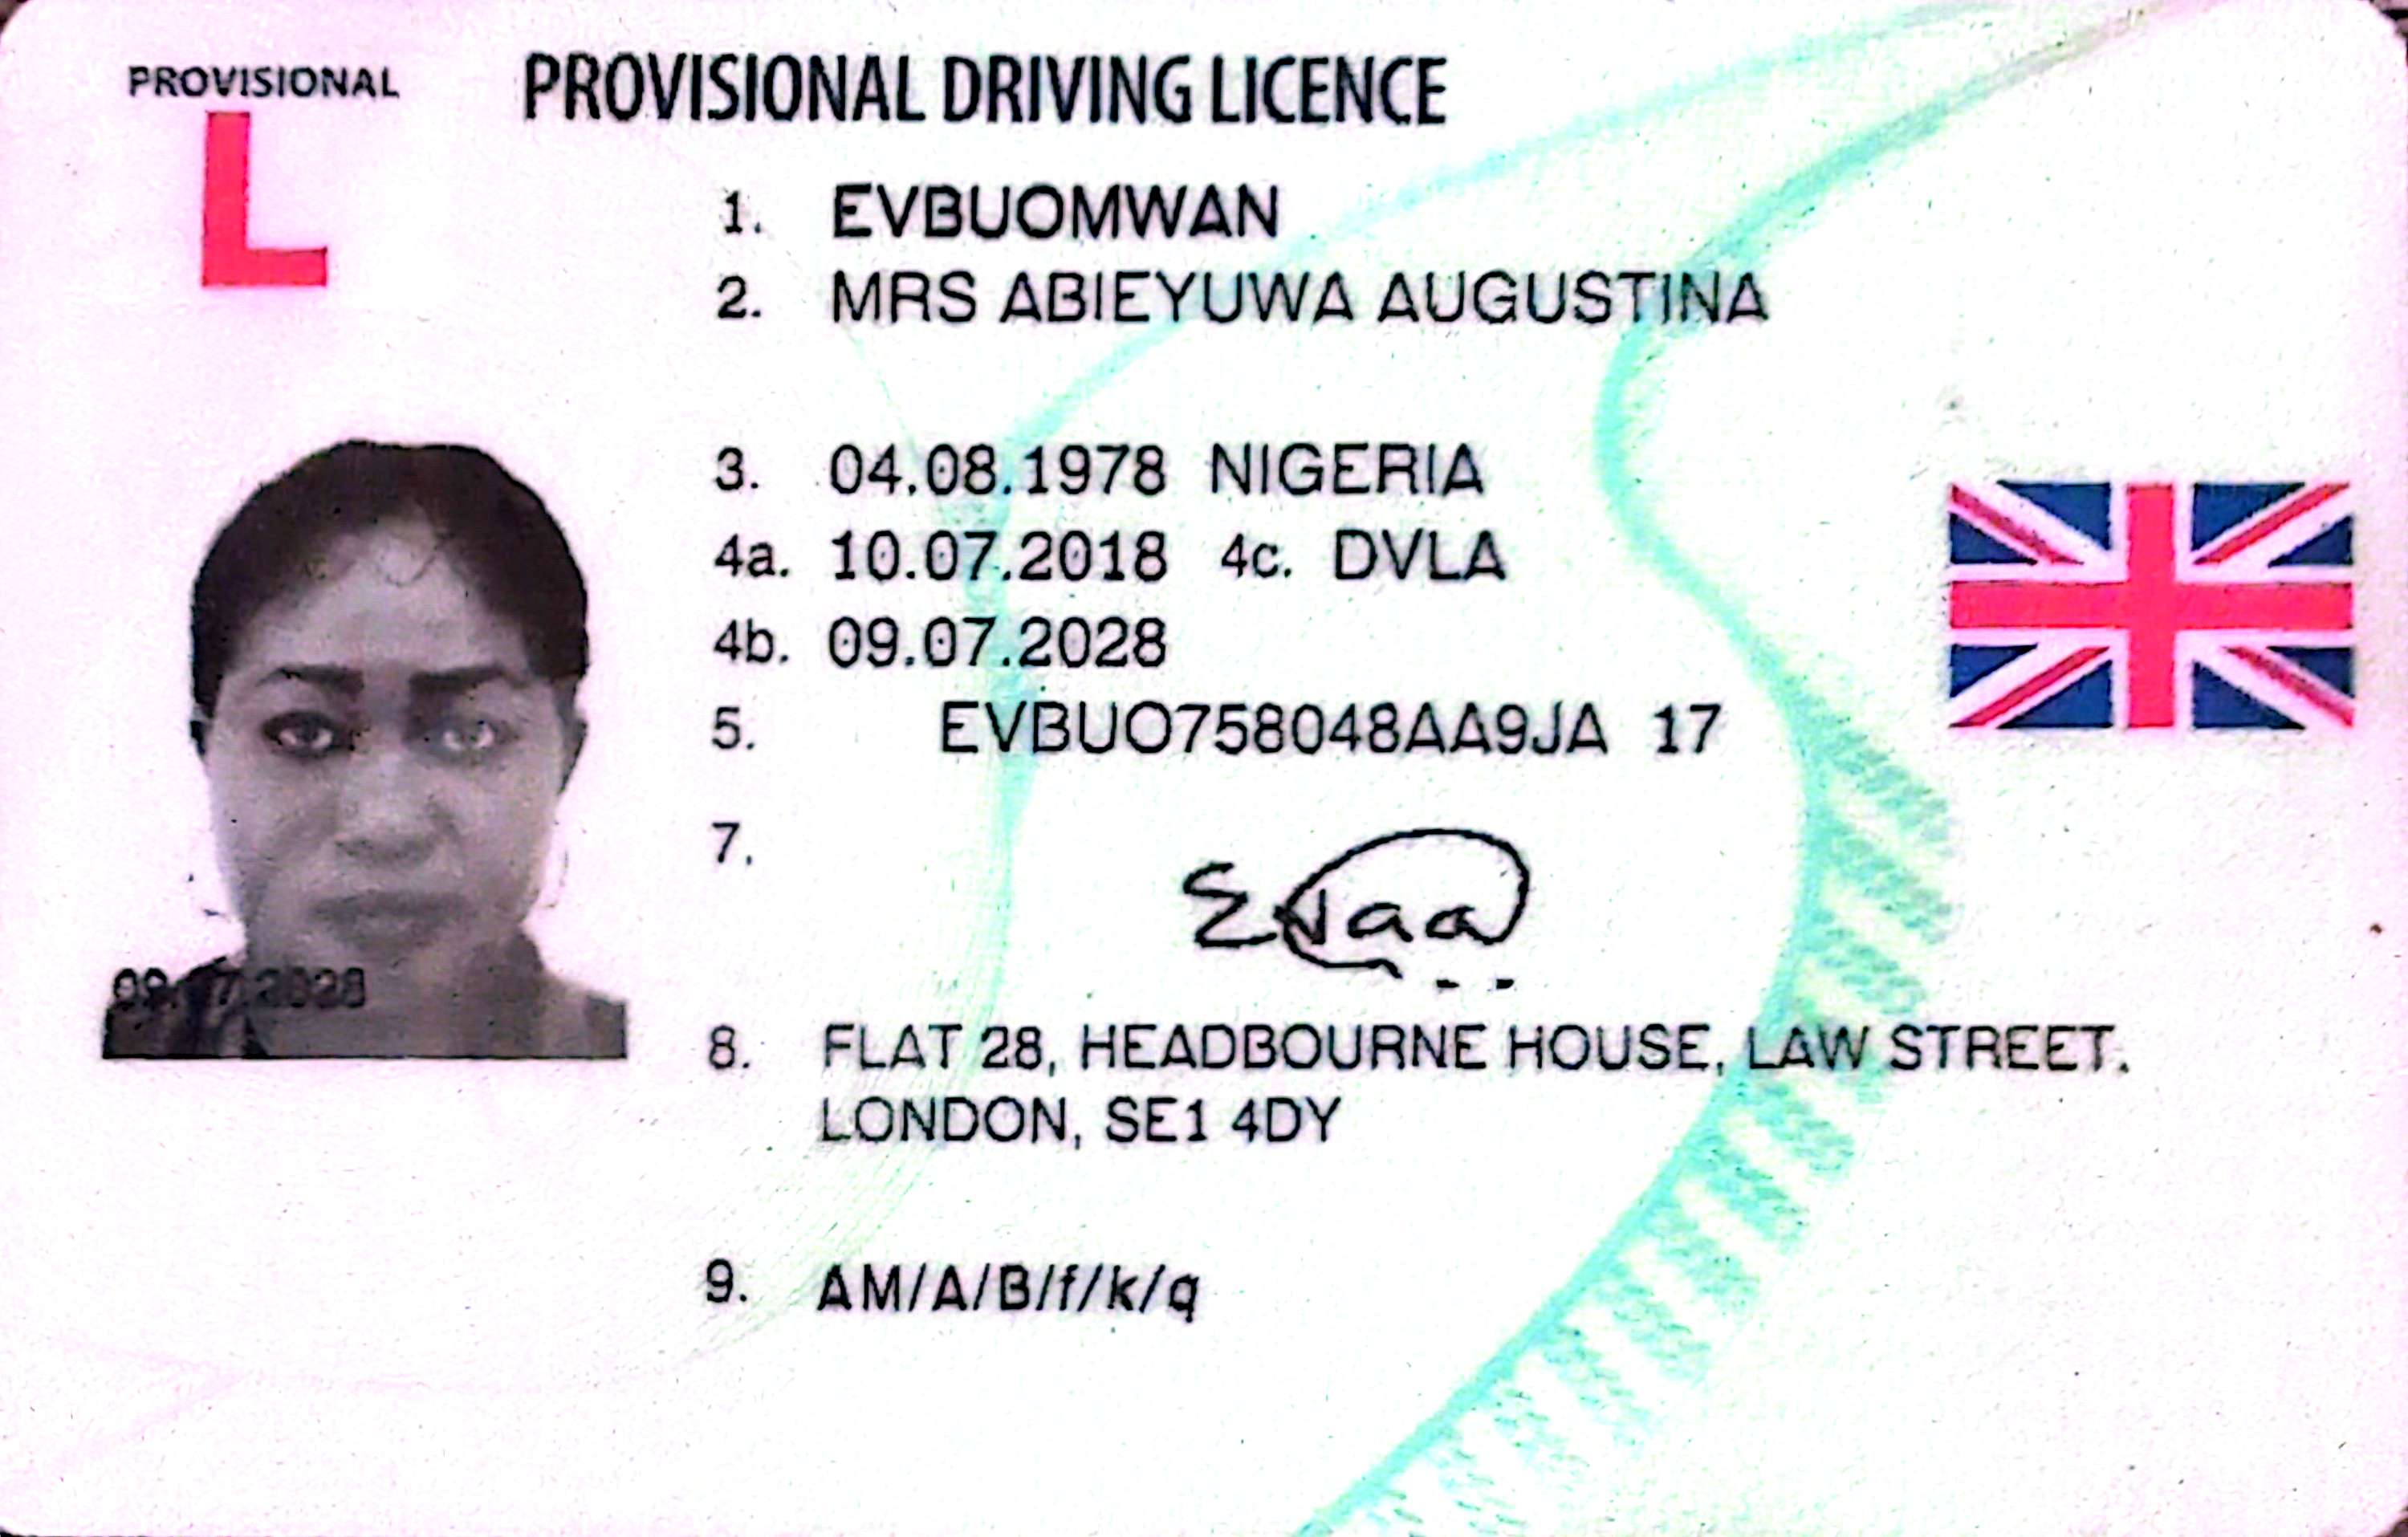 PROVISIONAL
L
PROVISIONAL DRIVING LICENCE
1. EVBUOMWAN
2. MRS ABIEYUWA AUGUSTINA
3. 04.08.1978 NIGERIA
4a. 10.07.2018 4c. DVLA
4b. 09.07.2028
5. EVBUO758048AA9JA 17
7.
09.07.2028
8. FLAT 28, HEADBOURNE HOUSE, LAW STREET,
LONDON, SE1 4DY
9. AM/A/B/f/k/q